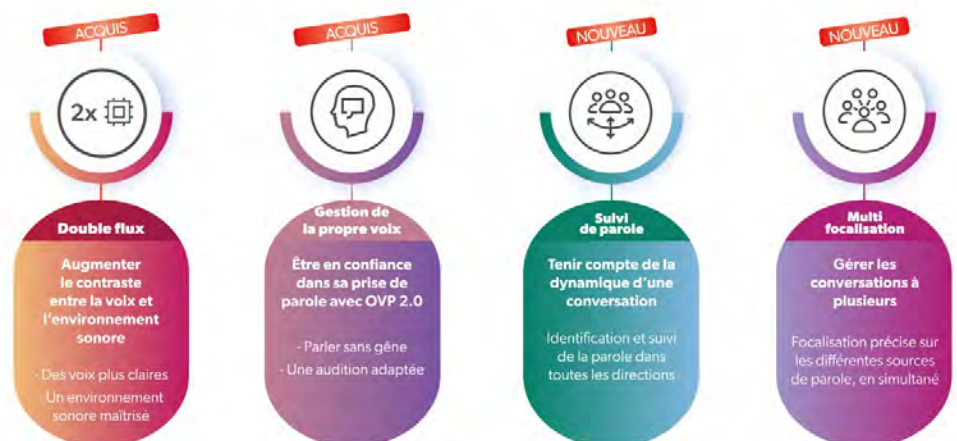 ACQUIS
2x
Double flux
Augmenter
le contraste
entre la voix et
l'environnement
sonore
- Des voix plus claires
- Un environnement
sonore maîtrisé
ACQUIS
Gestion de
la propre voix
Être en confiance
dans sa prise de
parole avec OVP 2.0
- Parler sans gêne
- Une audition adaptée
NOUVEAU
Suivi
de parole
Tenir compte de la
dynamique d'une
conversation
Identification et suivi
de la parole dans
toutes les directions
NOUVEAU
Multi
focalisation
Gérer les
conversations à
plusieurs
Focalisation précise sur
les différentes sources
de parole, en simultané